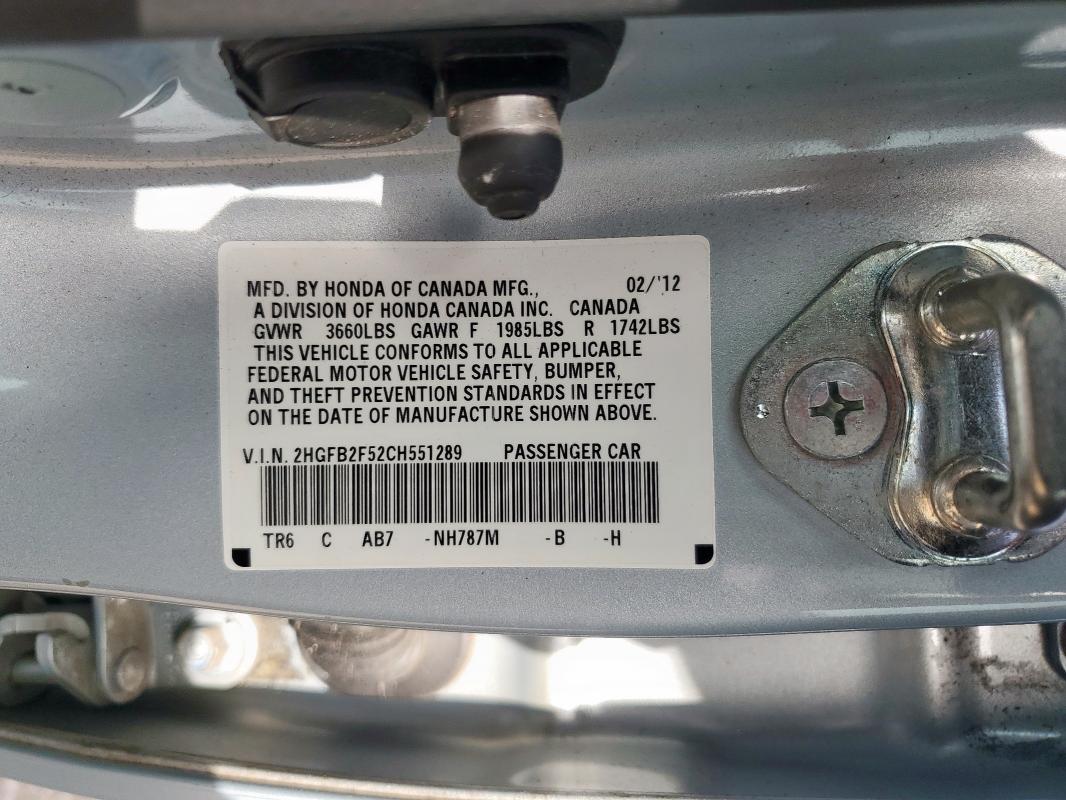 MFD. BY HONDA OF CANADA MFG., 02/'12
A DIVISION OF HONDA CANADA INC. CANADA
GVWR 3660LBS GAWR F 1985LBS R 1742LBS
THIS VEHICLE CONFORMS TO ALL APPLICABLE
FEDERAL MOTOR VEHICLE SAFETY, BUMPER,
AND THEFT PREVENTION STANDARDS IN EFFECT
ON THE DATE OF MANUFACTURE SHOWN ABOVE.
V.I.N. 2HGFB2F52CH551289 PASSENGER CAR
TR6 C AB7 -NH787M -B -H